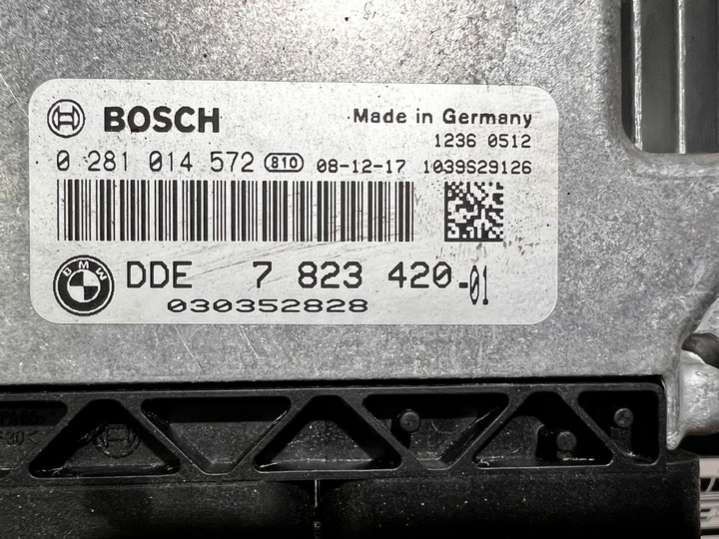 BOSCH
Made in Germany
1236 0512
0 281 014 572 810 08-12-17 1039S29126
BMW DDE 7 823 420-01
030352828